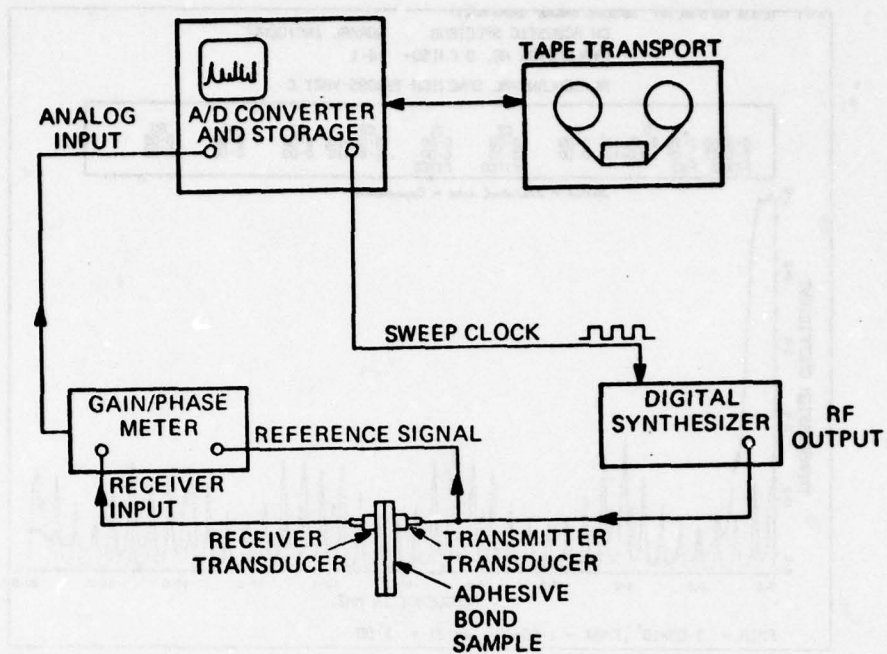 TAPE TRANSPORT
ANALOG
INPUT
A/D CONVERTER
AND STORAGE
SWEEP CLOCK
GAIN/PHASE
METER
REFERENCE SIGNAL
DIGITAL
SYNTHESIZER
RF
OUTPUT
RECEIVER
INPUT
RECEIVER
TRANSDUCER
TRANSMITTER
TRANSDUCER
ADHESIVE
BOND
SAMPLE